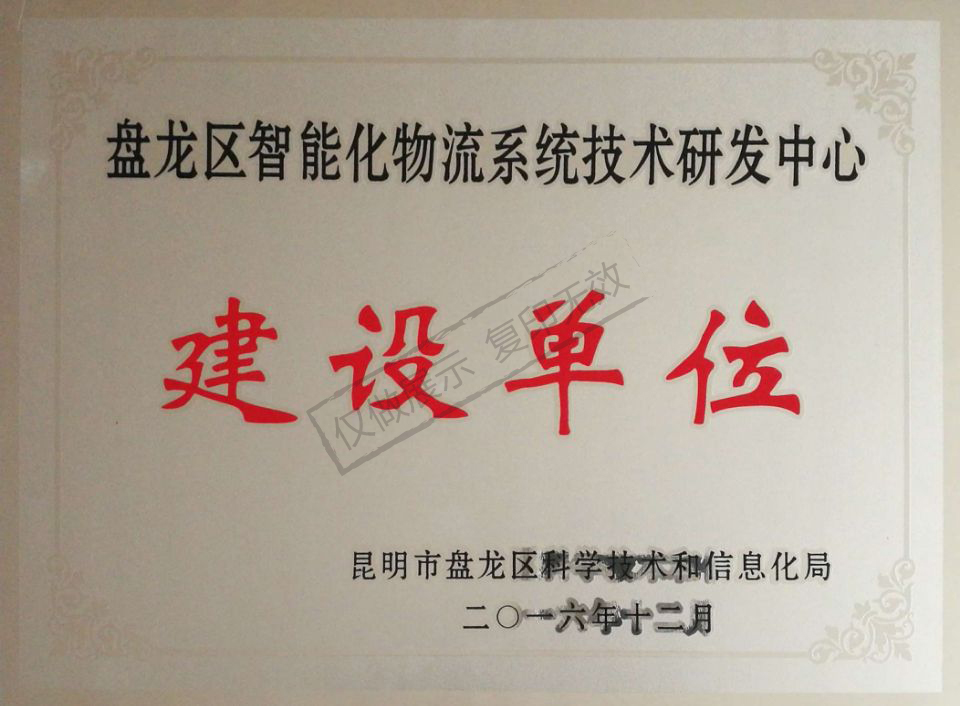 盘龙区智能化物流系统技术研发中心
建设单位
仅做展示 复印无效
昆明市盘龙区科学技术和信息化局
二〇一六年十二月